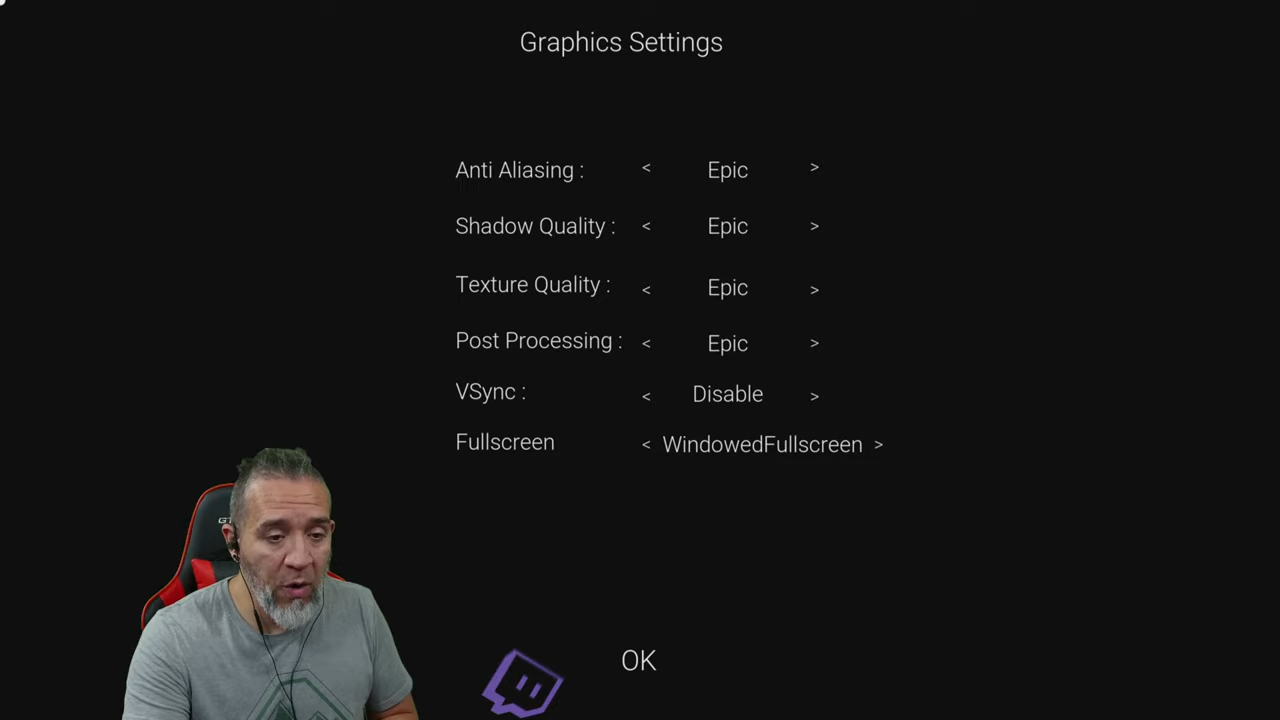 Graphics Settings
Anti Aliasing : < Epic >
Shadow Quality : < Epic >
Texture Quality : < Epic >
Post Processing : < Epic >
VSync : < Disable >
Fullscreen < WindowedFullscreen >
GT
OK